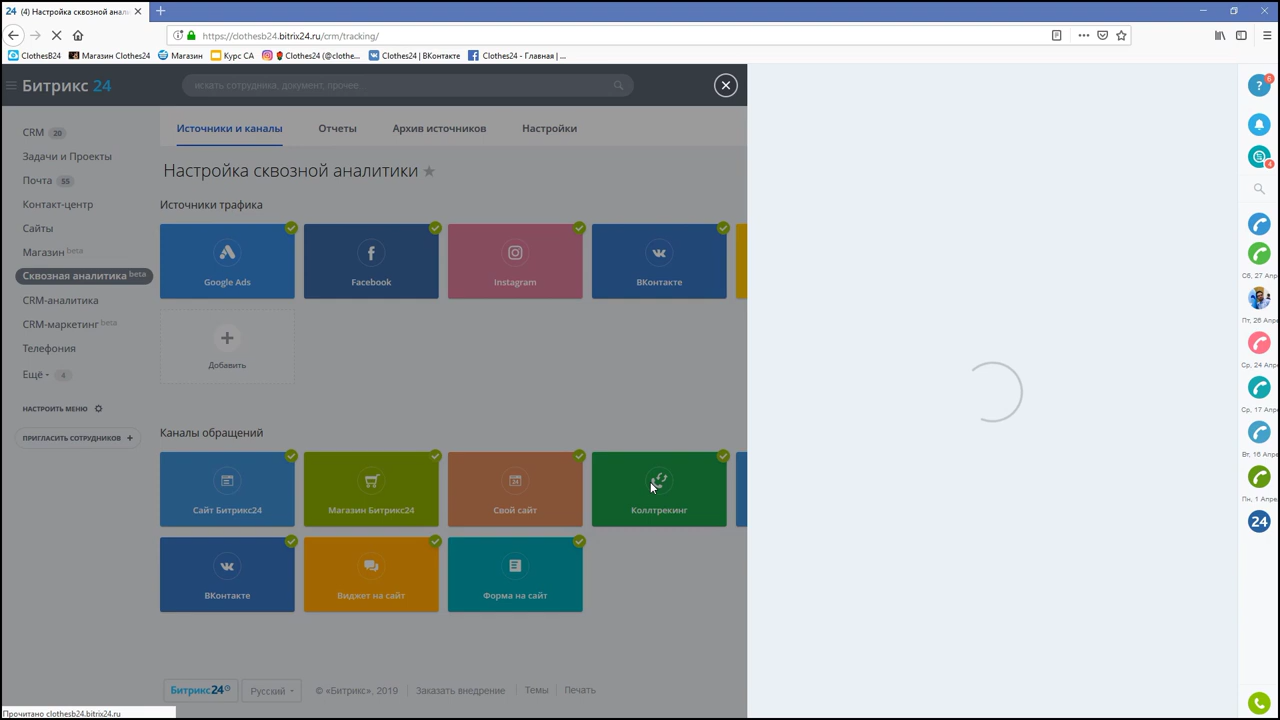 24 (4) Настройка сквозной анали
https://clothesb24.bitrix24.ru/crm/tracking/
ClothesB24 Магазин Clothes24 Магазин Курс CA Clothes24 (@clothe... Clothes24 | ВКонтакте Clothes24 - Главная | ...
Битрикс 24
искать сотрудника, документ, прочее...
? 6
CRM 20
Задачи и Проекты
Почта 55
Контакт-центр
Сайты
Магазин beta
Сквозная аналитика beta
CRM-аналитика
CRM-маркетинг beta
Телефония
Ещё 4
НАСТРОИТЬ МЕНЮ
ПРИГЛАСИТЬ СОТРУДНИКОВ +
Источники и каналы Отчеты Архив источников Настройки
Настройка сквозной аналитики
Источники трафика
Google Ads Facebook Instagram ВКонтакте
Добавить
Каналы обращений
24
Сайт Битрикс24 Магазин Битрикс24 Свой сайт Коллтрекинг
ВКонтакте Виджет на сайт Форма на сайт
4
Сб, 27 Апре
Пт, 26 Апре
Ср, 24 Апре
Ср, 17 Апре
Вт, 16 Апре
Пн, 1 Апре
24
Битрикс24 Русский © «Битрикс», 2019 Заказать внедрение Темы Печать
Прочитано clothesb24.bitrix24.ru